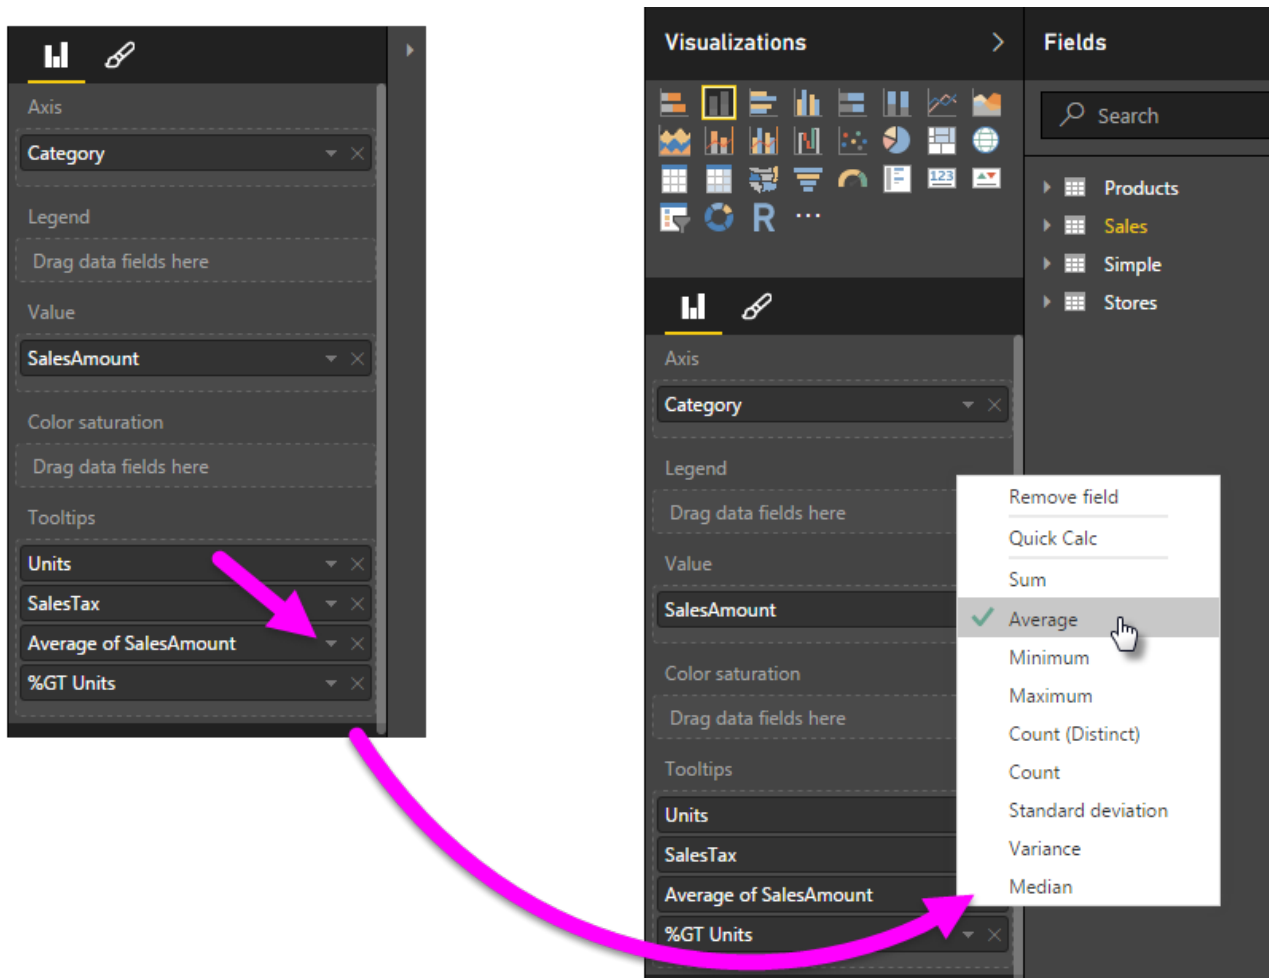 Axis
Category
Legend
Drag data fields here
Value
SalesAmount
Color saturation
Drag data fields here
Tooltips
Units
SalesTax
Average of SalesAmount
%GT Units
Visualizations
123
R
Axis
Category
Legend
Drag data fields here
Value
SalesAmount
Color saturation
Drag data fields here
Tooltips
Units
SalesTax
Average of SalesAmount
%GT Units
Remove field
Quick Calc
Sum
Average
Minimum
Maximum
Count (Distinct)
Count
Standard deviation
Variance
Median
Fields
Search
Products
Sales
Simple
Stores